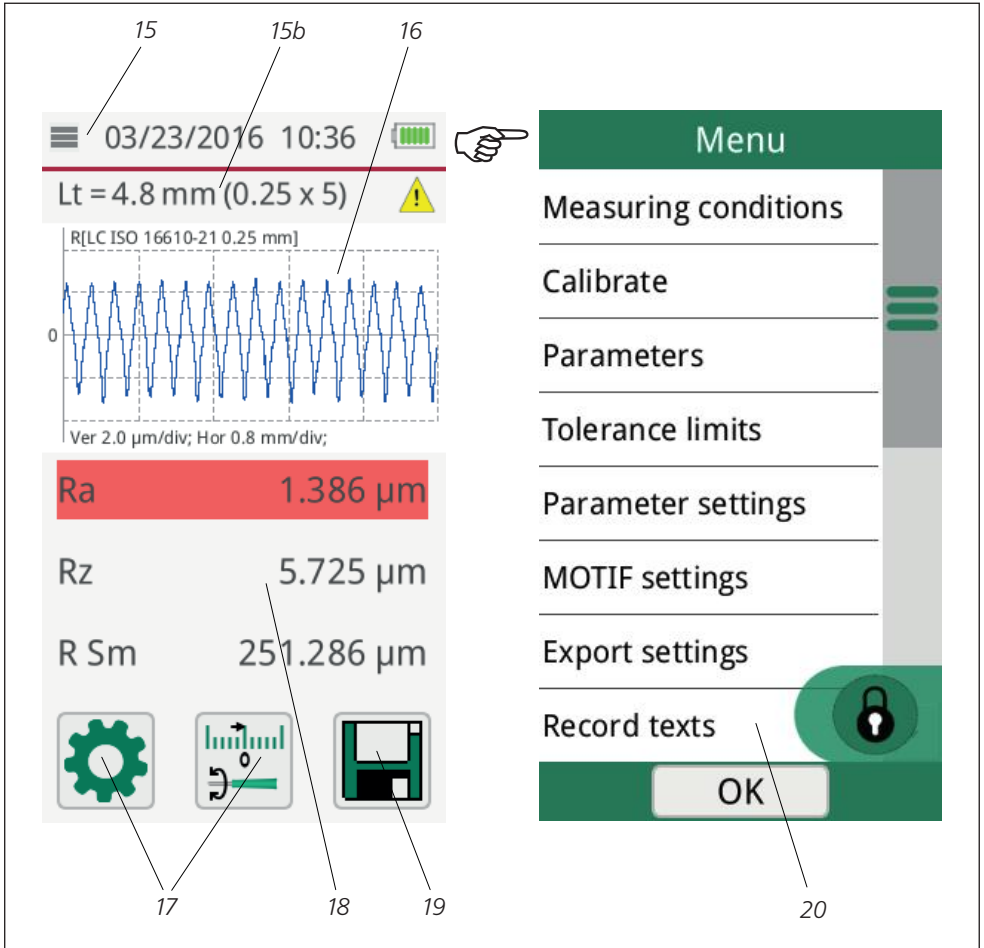 15 15b 16
03/23/2016 10:36
Lt = 4.8 mm (0.25 x 5)
!
R[LC ISO 16610-21 0.25 mm]
0
Ver 2.0 µm/div; Hor 0.8 mm/div;
Ra 1.386 µm
Rz 5.725 µm
R Sm 251.286 µm
0
17 18 19
Menu
Measuring conditions
Calibrate
Parameters
Tolerance limits
Parameter settings
MOTIF settings
Export settings
Record texts
OK
20